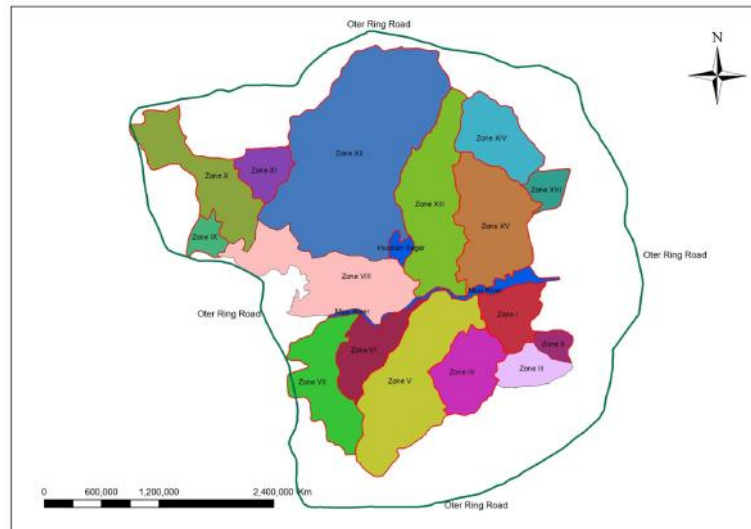 Oter Ring Road
N
Zone XIV
Zone XII
Zone XI
Zone X
Zone XVI
Zone XIII
Zone XV
Zone IX
Hussain Sagar
Oter Ring Road
Zone VIII
Musi River
Musi River
Oter Ring Road
Zone I
Zone II
Zone VI
Zone III
Zone IV
Zone VII
Zone V
0 600,000 1,200,000 2,400,000 Km
Oter Ring Road